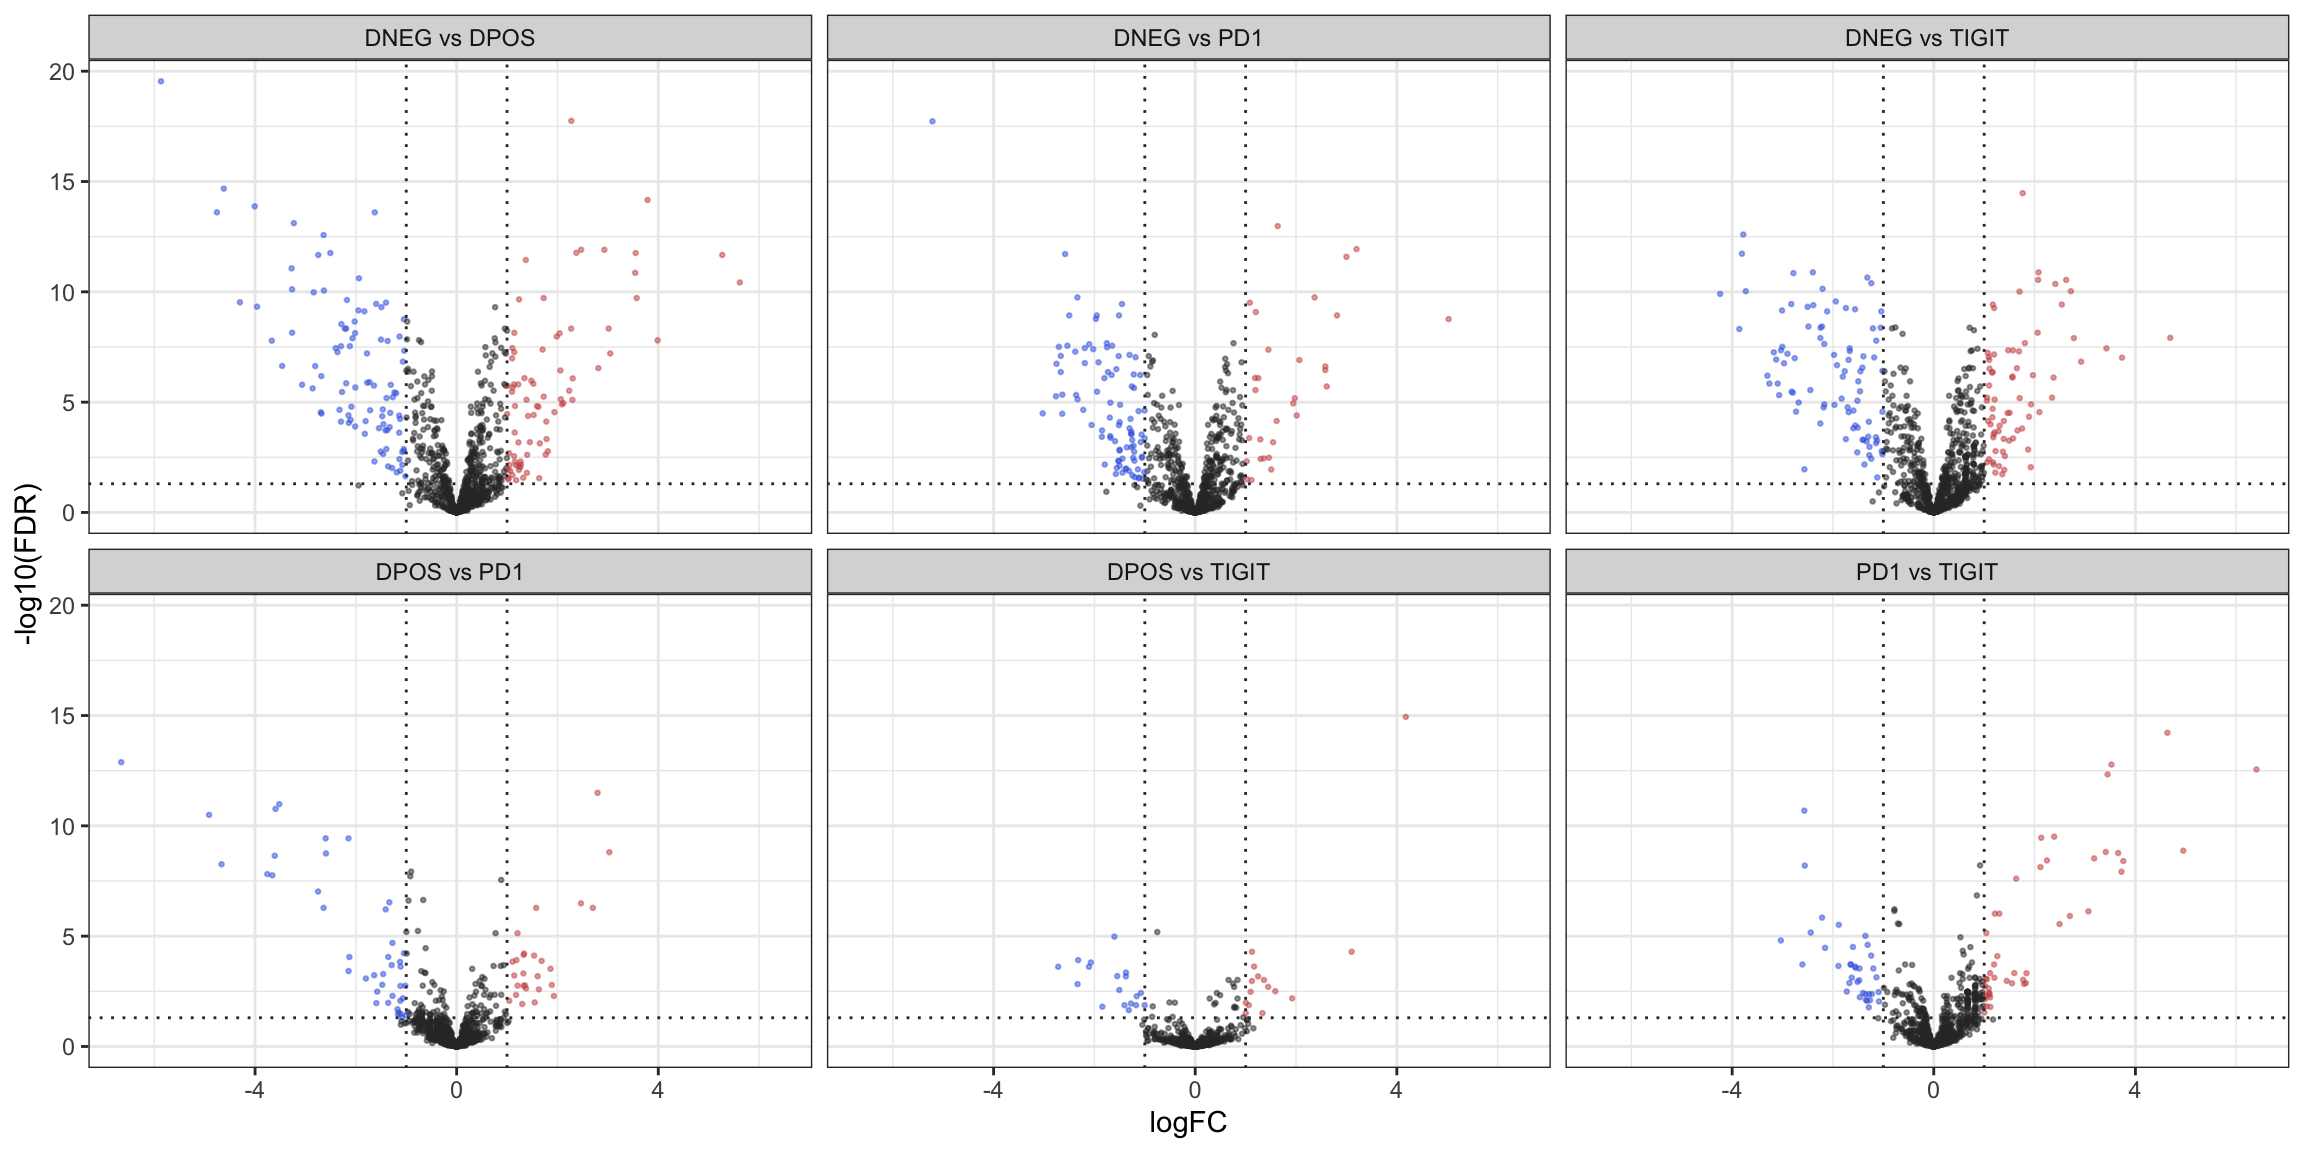 DNEG vs DPOS
DNEG vs PD1
DNEG vs TIGIT
20
15
10
5
0
DPOS vs PD1
DPOS vs TIGIT
PD1 vs TIGIT
20
15
10
5
0
-4 0 4
-4 0 4
-4 0 4
logFC
-log10(FDR)